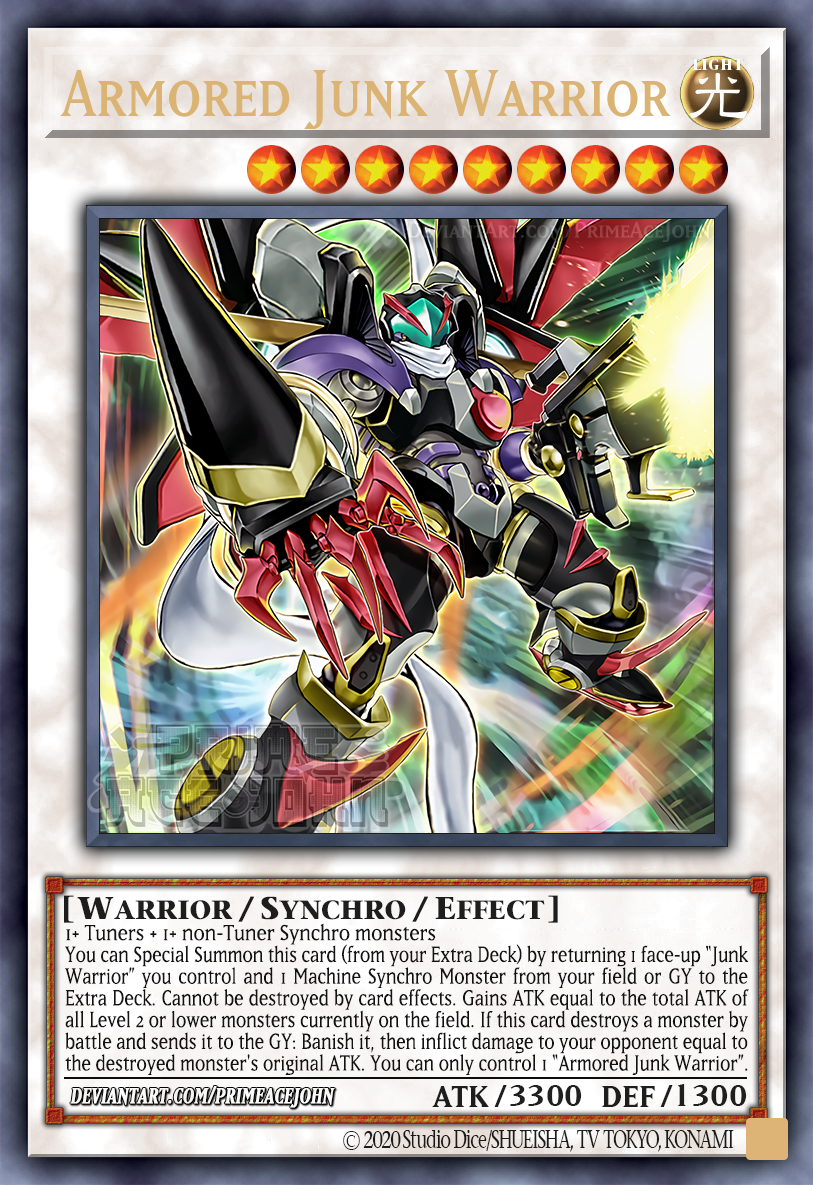 ARMORED JUNK WARRIOR
LIGHT
光
DEVIANTART.COM/PRIMEAGEJOHN
PRIME
AGEJOHN
[WARRIOR / SYNCHRO / EFFECT]
1+ Tuners + 1+ non-Tuner Synchro monsters
You can Special Summon this card (from your Extra Deck) by returning 1 face-up "Junk
Warrior" you control and 1 Machine Synchro Monster from your field or GY to the
Extra Deck. Cannot be destroyed by card effects. Gains ATK equal to the total ATK of
all Level 2 or lower monsters currently on the field. If this card destroys a monster by
battle and sends it to the GY: Banish it, then inflict damage to your opponent equal to
the destroyed monster's original ATK. You can only control 1 "Armored Junk Warrior".
DEVIANTART.COM/PRIMEAGEJOHN
ATK/3300 DEF/1300
© 2020 Studio Dice/SHUEISHA, TV TOKYO, KONAMI